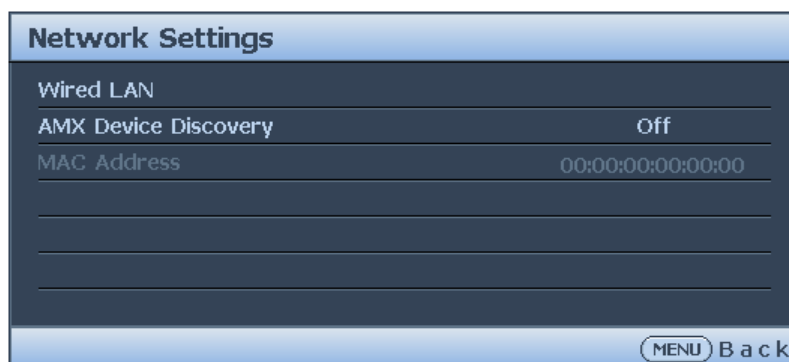 Network Settings
Wired LAN
AMX Device Discovery Off
MAC Address 00:00:00:00:00:00
MENU Back